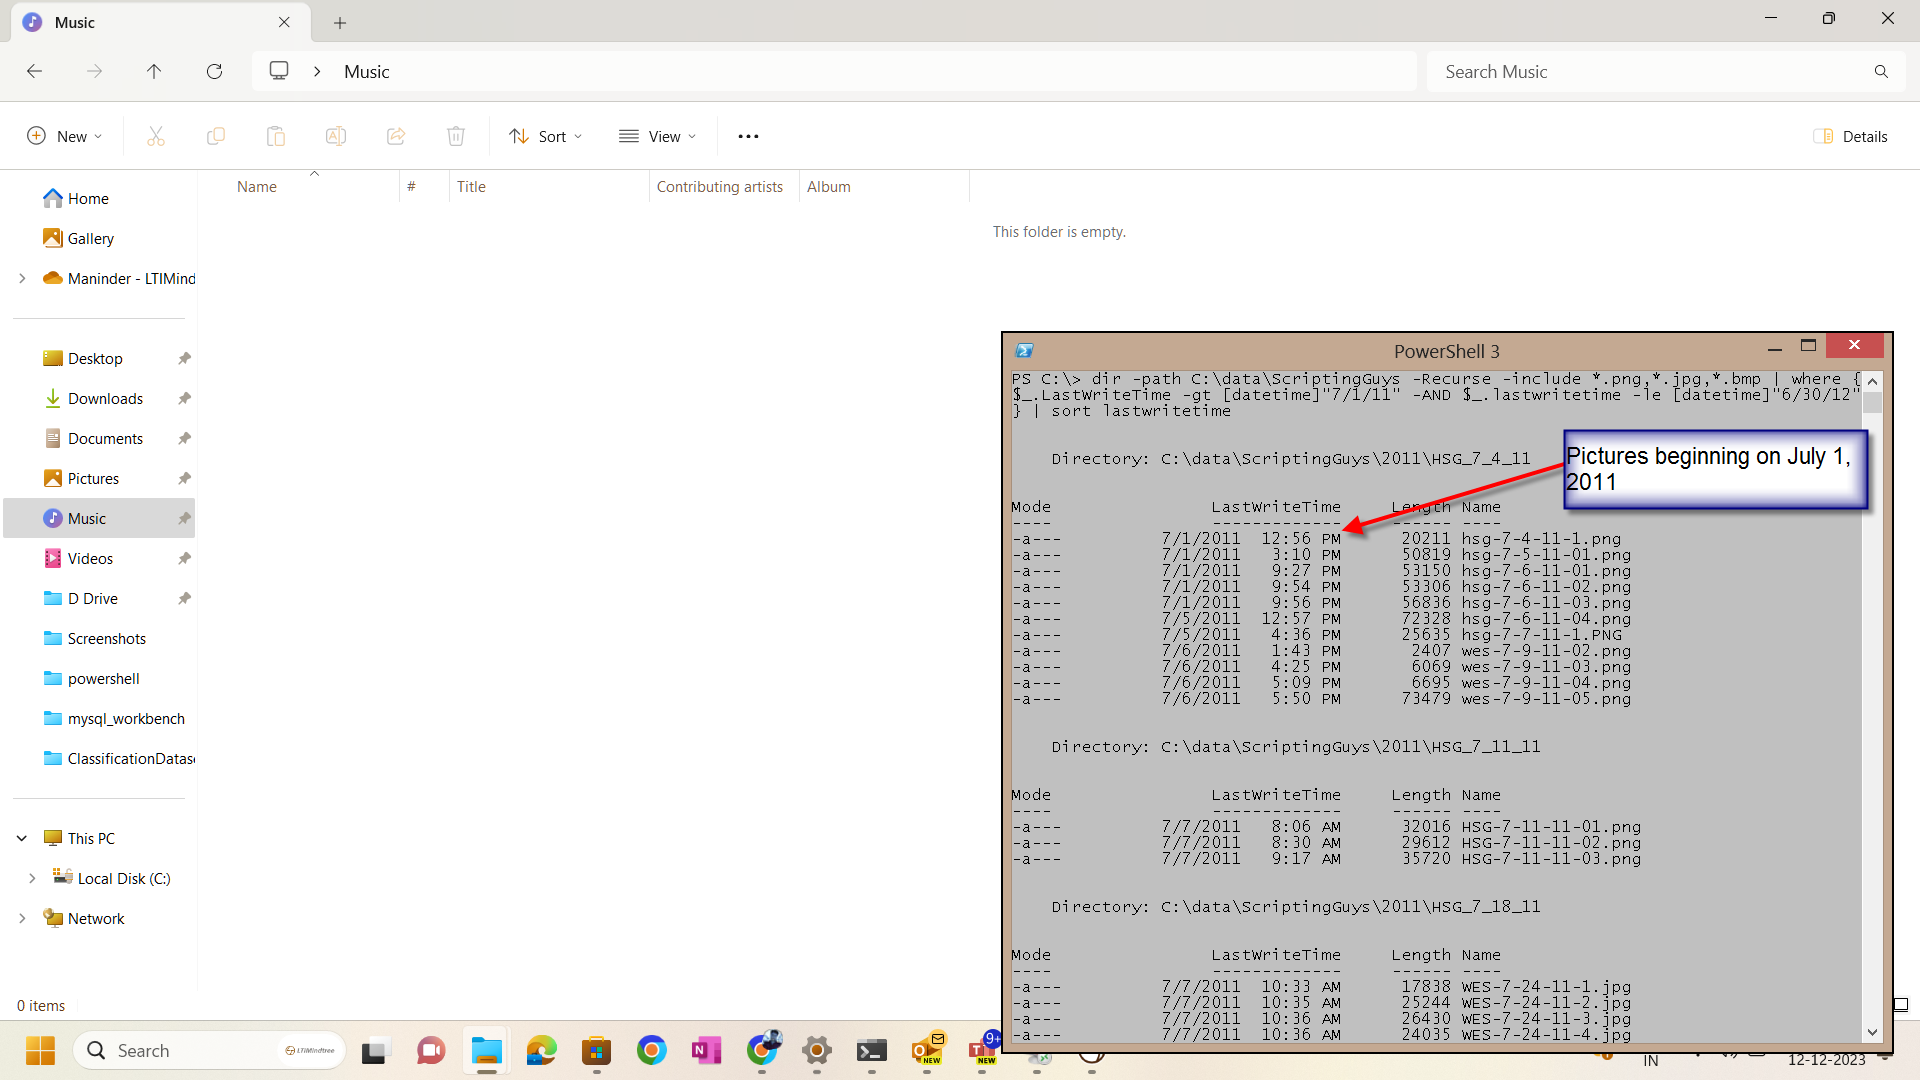 Music
Music
Search Music
New
Sort
View
Details
Name
#
Title
Contributing artists
Album
This folder is empty.
Home
Gallery
Maninder - LTIMind
Desktop
Downloads
Documents
Pictures
Music
Videos
D Drive
Screenshots
powershell
mysql_workbench
ClassificationDatas
This PC
Local Disk (C:)
Network
0 items
PowerShell 3
PS C:\> dir -path C:\data\ScriptingGuys -Recurse -include *.png,*.jpg,*.bmp | where {
$_.LastWriteTime -gt [datetime]"7/1/11" -AND $_.lastwritetime -le [datetime]"6/30/12"
} | sort lastwritetime
Directory: C:\data\ScriptingGuys\2011\HSG_7_4_11
Pictures beginning on July 1,
2011
Mode LastWriteTime Length Name
---- ------------- ------ ----
-a--- 7/1/2011 12:56 PM 20211 hsg-7-4-11-1.png
-a--- 7/1/2011 3:10 PM 50819 hsg-7-5-11-01.png
-a--- 7/1/2011 9:27 PM 53150 hsg-7-6-11-01.png
-a--- 7/1/2011 9:54 PM 53306 hsg-7-6-11-02.png
-a--- 7/1/2011 9:56 PM 56836 hsg-7-6-11-03.png
-a--- 7/5/2011 12:57 PM 72328 hsg-7-6-11-04.png
-a--- 7/5/2011 4:36 PM 25635 hsg-7-7-11-1.PNG
-a--- 7/6/2011 1:43 PM 2407 wes-7-9-11-02.png
-a--- 7/6/2011 4:25 PM 6069 wes-7-9-11-03.png
-a--- 7/6/2011 5:09 PM 6695 wes-7-9-11-04.png
-a--- 7/6/2011 5:50 PM 73479 wes-7-9-11-05.png
Directory: C:\data\ScriptingGuys\2011\HSG_7_11_11
Mode LastWriteTime Length Name
---- ------------- ------ ----
-a--- 7/7/2011 8:06 AM 32016 HSG-7-11-11-01.png
-a--- 7/7/2011 8:30 AM 29612 HSG-7-11-11-02.png
-a--- 7/7/2011 9:17 AM 35720 HSG-7-11-11-03.png
Directory: C:\data\ScriptingGuys\2011\HSG_7_18_11
Mode LastWriteTime Length Name
---- ------------- ------ ----
-a--- 7/7/2011 10:33 AM 17838 WES-7-24-11-1.jpg
-a--- 7/7/2011 10:35 AM 25244 WES-7-24-11-2.jpg
-a--- 7/7/2011 10:36 AM 26430 WES-7-24-11-3.jpg
-a--- 7/7/2011 10:36 AM 24035 WES-7-24-11-4.jpg
Search
LTIMindtree
NEW
9+
NEW
IN
12-12-2023